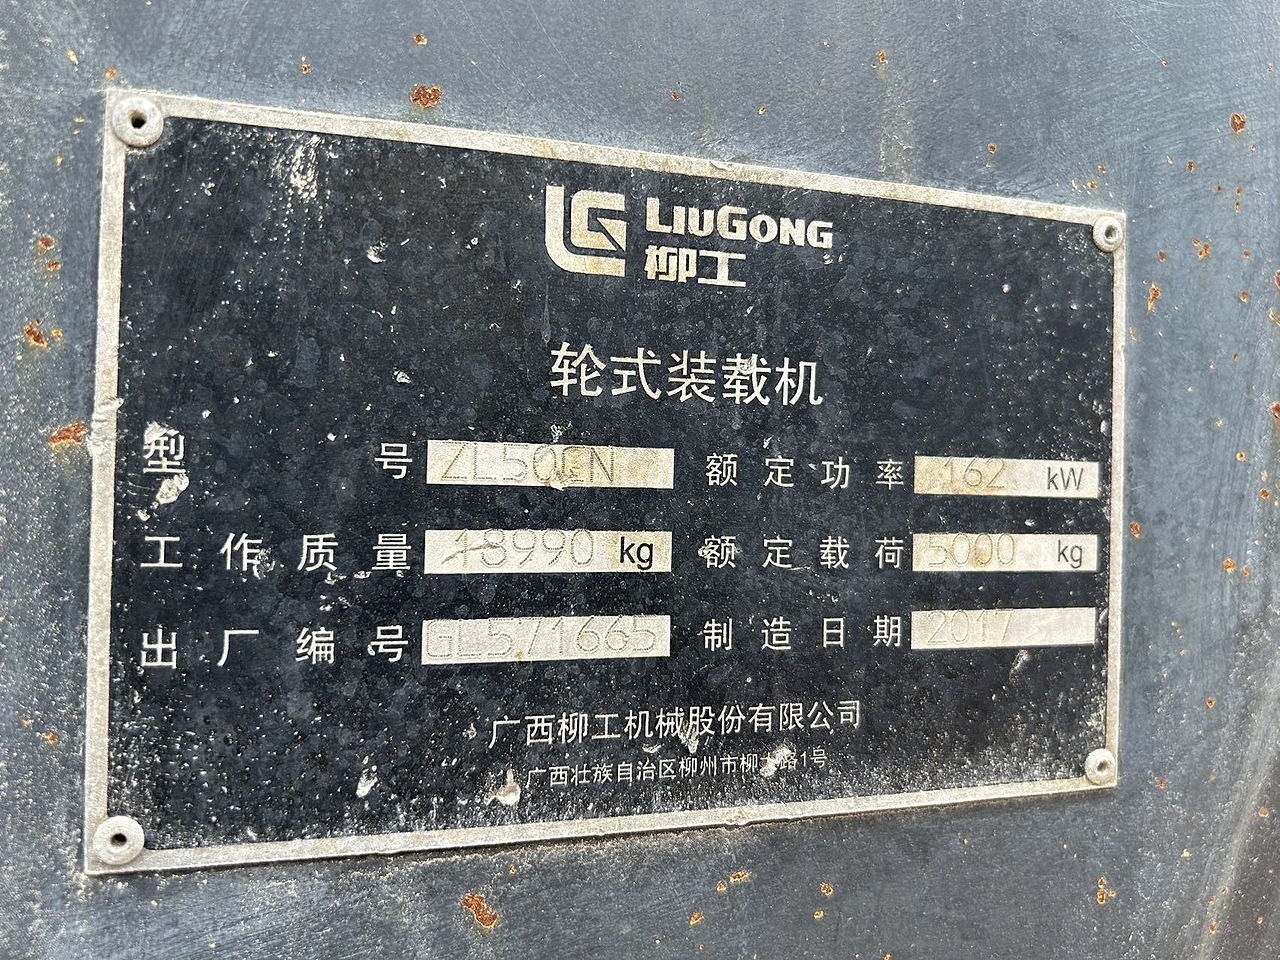 LIUGONG
柳工
轮式装载机
型号 ZL50CN 额定功率 162 kW
工作质量 18990 kg 额定载荷 5000 kg
出厂编号 GL571665 制造日期 2017
广西柳工机械股份有限公司
广西壮族自治区柳州市柳太路1号